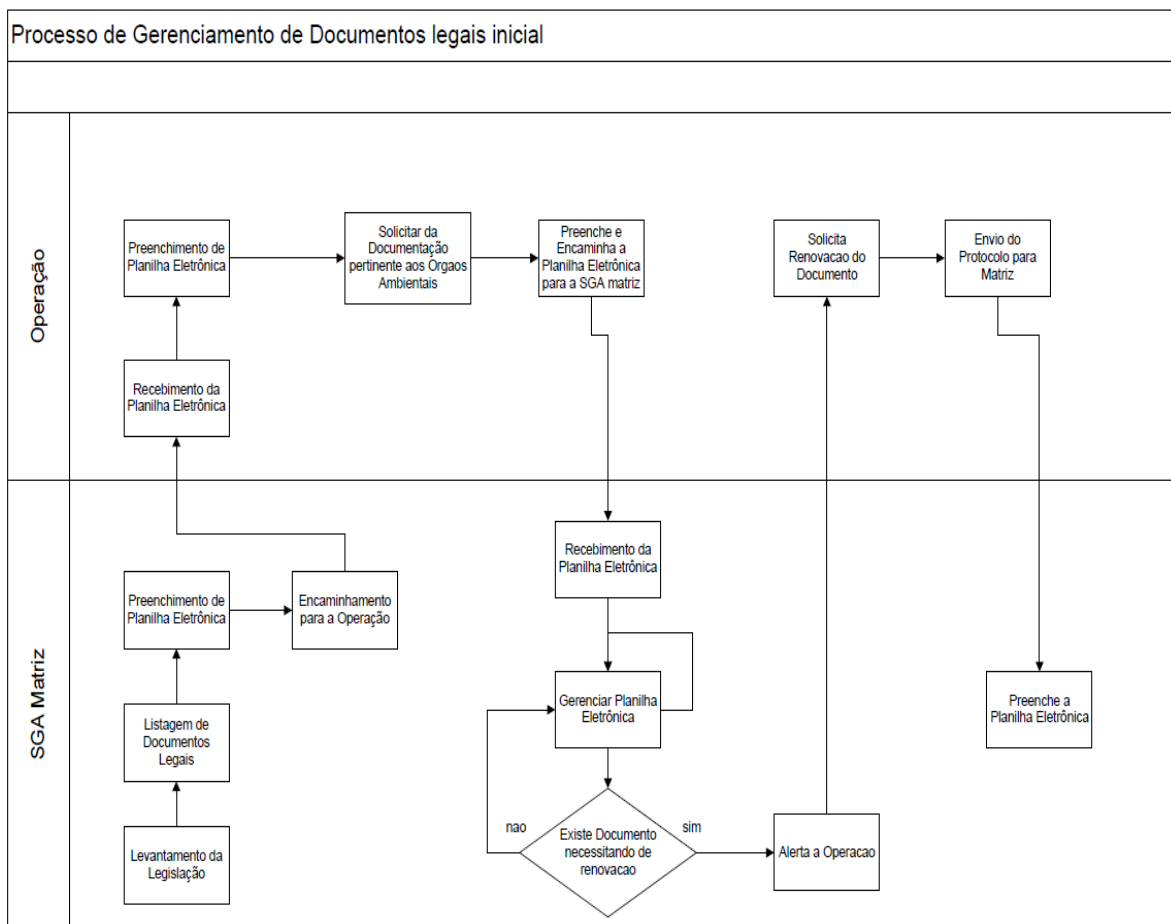 Processo de Gerenciamento de Documentos legais inicial
Operação
Preenchimento de
Planilha Eletrônica
Solicitar da
Documentação
pertinente aos Órgaos
Ambientais
Preenche e
Encaminha a
Planilha Eletrônica
para a SGA matriz
Solicita
Renovacao do
Documento
Envio do
Protocolo para
Matriz
Recebimento da
Planilha Eletrônica
SGA Matriz
Recebimento da
Planilha Eletrônica
Preenchimento de
Planilha Eletrônica
Encaminhamento
para a Operação
Gerenciar Planilha
Eletrônica
Preenche a
Planilha Eletrônica
Listagem de
Documentos
Legais
nao
sim
Existe Documento
necessitando de
renovacao
Alerta a Operacao
Levantamento da
Legislação